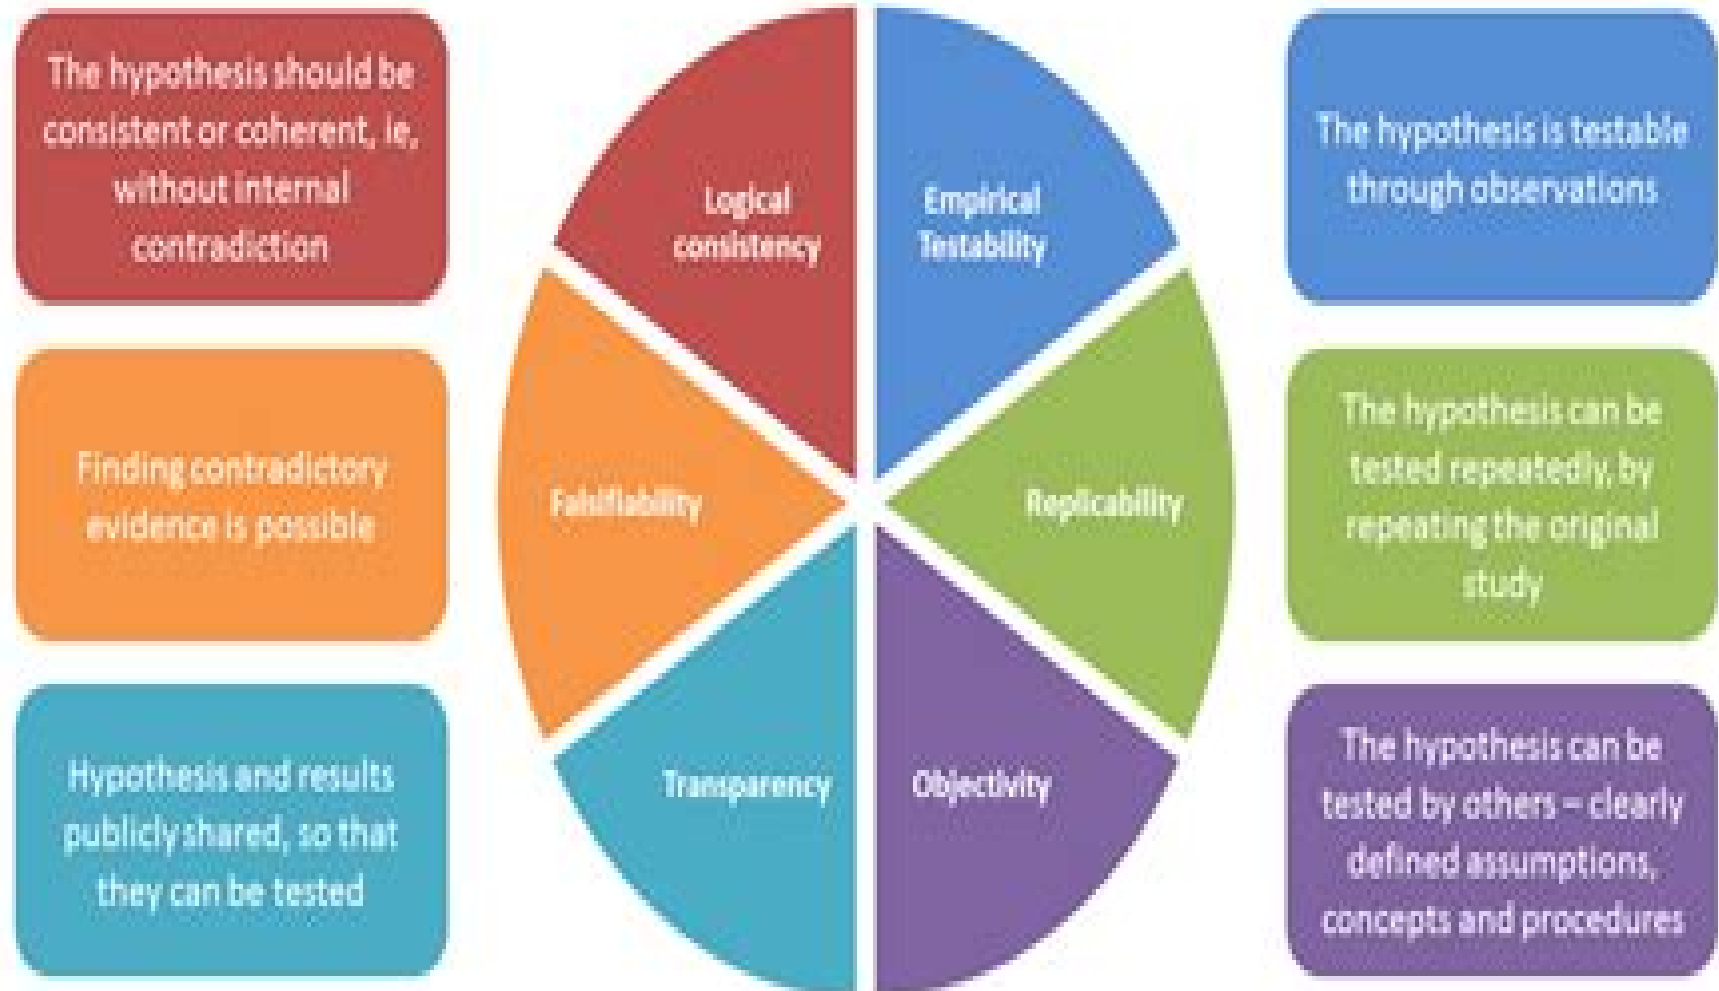 The hypothesis should be
consistent or coherent, ie,
without internal
contradiction
Logical
consistency
Empirical
Testability
The hypothesis is testable
through observations
Finding contradictory
evidence is possible
Falsifiability
Replicability
The hypothesis can be
tested repeatedly, by
repeating the original
study
Hypothesis and results
publicly shared, so that
they can be tested
Transparency
Objectivity
The hypothesis can be
tested by others – clearly
defined assumptions,
concepts and procedures